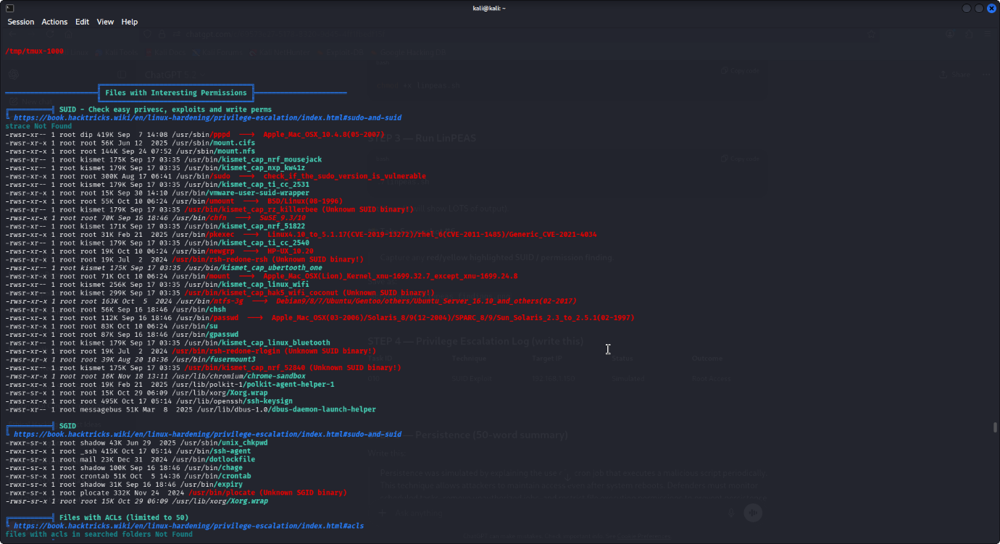 kali@kali: ~
Session Actions Edit View Help
/tmp/tmux-1000
ChatGPT
Files with Interesting Permissions
SUID - Check easy privesc, exploits and write perms
https://book.hacktricks.wiki/en/linux-hardening/privilege-escalation/index.html#sudo-and-suid
strace Not Found
-rwsr-xr-- 1 root dip 419K Sep  7 14:08 /usr/sbin/pppd  --->  Apple_Mac_OSX_10.4.8(05-2007)
-rwsr-xr-x 1 root root 56K Jun 12  2025 /usr/sbin/mount.cifs
-rwsr-xr-x 1 root root 144K Sep 24 07:52 /usr/sbin/mount.nfs
-rwsr-xr-- 1 root kismet 175K Sep 17 03:35 /usr/bin/kismet_cap_nrf_mousejack
-rwsr-xr-- 1 root kismet 179K Sep 17 03:35 /usr/bin/kismet_cap_nxp_kw41z
-rwsr-xr-x 1 root root 300K Aug 17 06:41 /usr/bin/sudo  --->  check_if_the_sudo_version_is_vulnerable
-rwsr-xr-- 1 root kismet 179K Sep 17 03:35 /usr/bin/kismet_cap_ti_cc_2531
-rwsr-xr-x 1 root root 15K Sep 30 14:10 /usr/bin/vmware-user-suid-wrapper
-rwsr-xr-x 1 root root 55K Oct 10 06:24 /usr/bin/umount  --->  BSD/Linux(08-1996)
-rwsr-xr-- 1 root kismet 179K Sep 17 03:35 /usr/bin/kismet_cap_rz_killerbee (Unknown SUID binary!)
-rwsr-xr-x 1 root root 70K Sep 16 18:46 /usr/bin/chfn  --->  SuSE_9.3/10
-rwsr-xr-- 1 root kismet 171K Sep 17 03:35 /usr/bin/kismet_cap_nrf_51822
-rwsr-xr-x 1 root root 31K Feb 21  2025 /usr/bin/pkexec  --->  Linux4.10_to_5.1.17(CVE-2019-13272)/rhel_6(CVE-2011-1485)/Generic_CVE-2021-4034
-rwsr-xr-- 1 root kismet 179K Sep 17 03:35 /usr/bin/kismet_cap_ti_cc_2540
-rwsr-xr-x 1 root root 19K Oct 10 06:24 /usr/bin/newgrp  --->  HP-UX_10.20
-rwsr-xr-x 1 root root 19K Jul  2  2024 /usr/bin/rsh-redone-rsh (Unknown SUID binary!)
-rwsr-xr-- 1 root kismet 175K Sep 17 03:35 /usr/bin/kismet_cap_ubertooth_one
-rwsr-xr-x 1 root root 71K Oct 10 06:24 /usr/bin/mount  --->  Apple_Mac_OSX(Lion)_Kernel_xnu-1699.32.7_except_xnu-1699.24.8
-rwsr-xr-- 1 root kismet 256K Sep 17 03:35 /usr/bin/kismet_cap_linux_wifi
-rwsr-xr-- 1 root kismet 299K Sep 17 03:35 /usr/bin/kismet_cap_hak5_wifi_coconut (Unknown SUID binary!)
-rwsr-xr-x 1 root root 163K Oct  5  2024 /usr/bin/ntfs-3g  --->  Debian9/8/7/Ubuntu/Gentoo/others/Ubuntu_Server_16.10_and_others(02-2017)
-rwsr-xr-x 1 root root 56K Sep 16 18:46 /usr/bin/chsh
-rwsr-xr-x 1 root root 112K Sep 16 18:46 /usr/bin/passwd  --->  Apple_Mac_OSX(03-2006)/Solaris_8/9(12-2004)/SPARC_8/9/Sun_Solaris_2.3_to_2.5.1(02-1997)
-rwsr-xr-x 1 root root 83K Oct 10 06:24 /usr/bin/su
-rwsr-xr-x 1 root root 87K Sep 16 18:46 /usr/bin/gpasswd
-rwsr-xr-- 1 root kismet 179K Sep 17 03:35 /usr/bin/kismet_cap_linux_bluetooth
-rwsr-xr-x 1 root root 19K Jul  2  2024 /usr/bin/rsh-redone-rlogin (Unknown SUID binary!)
-rwsr-xr-x 1 root root 39K Aug 20 10:36 /usr/bin/fusermount3
-rwsr-xr-- 1 root kismet 175K Sep 17 03:35 /usr/bin/kismet_cap_nrf_52840 (Unknown SUID binary!)
-rwsr-xr-x 1 root root 16K Nov 18 13:11 /usr/lib/chromium/chrome-sandbox
-rwsr-xr-x 1 root root 19K Feb 21  2025 /usr/lib/polkit-1/polkit-agent-helper-1
-rwsr-sr-x 1 root root 15K Oct 29 06:09 /usr/lib/xorg/Xorg.wrap
-rwsr-xr-x 1 root root 495K Oct 17 05:14 /usr/lib/openssh/ssh-keysign
-rwsr-xr-- 1 root messagebus 51K Mar  8  2025 /usr/lib/dbus-1.0/dbus-daemon-launch-helper
SGID
https://book.hacktricks.wiki/en/linux-hardening/privilege-escalation/index.html#sudo-and-suid
-rwxr-sr-x 1 root shadow 43K Jun 29  2025 /usr/sbin/unix_chkpwd
-rwxr-sr-x 1 root _ssh 415K Oct 17 05:14 /usr/bin/ssh-agent
-rwxr-sr-x 1 root mail 23K Dec 31  2024 /usr/bin/dotlockfile
-rwxr-sr-x 1 root shadow 100K Sep 16 18:46 /usr/bin/chage
-rwxr-sr-x 1 root crontab 51K Oct  5 14:36 /usr/bin/crontab
-rwxr-sr-x 1 root shadow 31K Sep 16 18:46 /usr/bin/expiry
-rwxr-sr-x 1 root plocate 332K Nov 24  2024 /usr/bin/plocate (Unknown SGID binary)
-rwsr-sr-x 1 root root 15K Oct 29 06:09 /usr/lib/xorg/Xorg.wrap
Files with ACLs (limited to 50)
https://book.hacktricks.wiki/en/linux-hardening/privilege-escalation/index.html#acls
files with acls in searched folders Not Found
STEP 3 — Run LinPEAS
will show LOTS of output
Capture any red/yellow highlighted SUID / permission finding.
STEP 4 — Privilege Escalation Log (write this)
Task ID Technique Target IP Status Outcome
— Persistence (50-word summary)